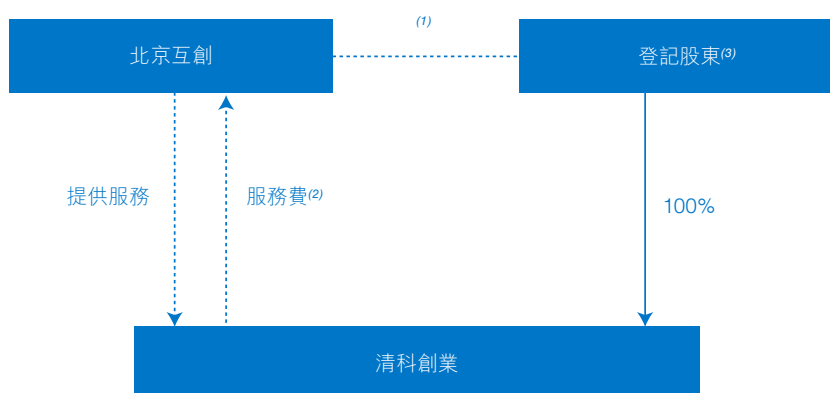 (1)
北京互創
登記股東(3)
提供服務
服務費(2)
100%
清科創業